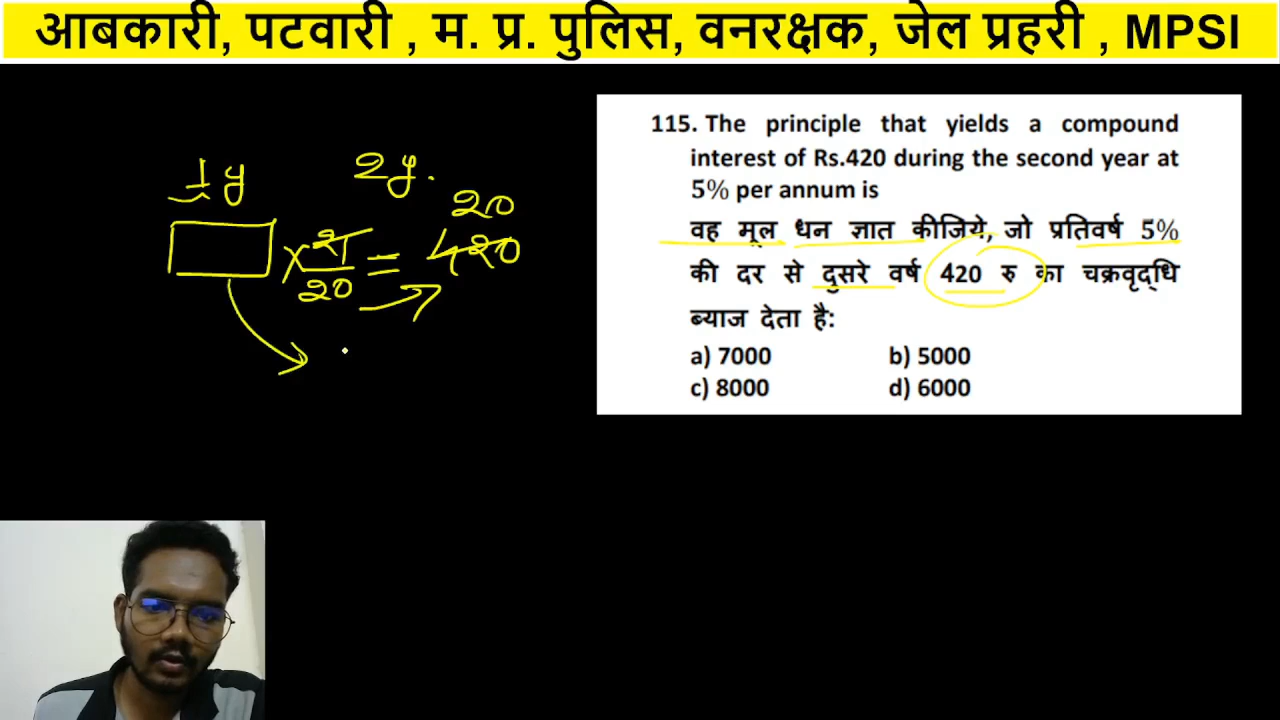 आबकारी, पटवारी , म. प्र. पुलिस, वनरक्षक, जेल प्रहरी , MPSI
1y 2y.
20
× 21/20 = 420
115. The principle that yields a compound
interest of Rs.420 during the second year at
5% per annum is
वह मूल धन ज्ञात कीजिये, जो प्रतिवर्ष 5%
की दर से दुसरे वर्ष 420 रु का चक्रवृद्धि
ब्याज देता है:
a) 7000 b) 5000
c) 8000 d) 6000